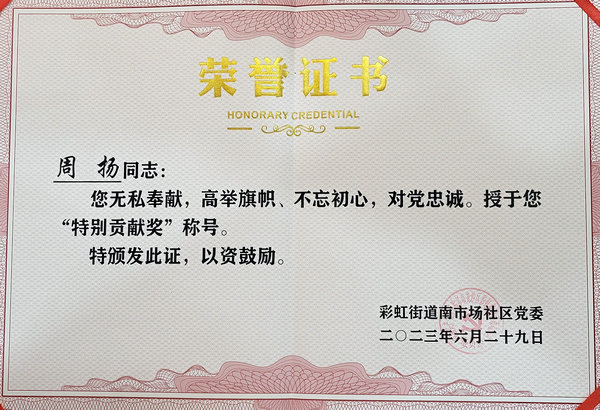 荣誉证书
HONORARY CREDENTIAL
周 扬同志：
您无私奉献，高举旗帜、不忘初心，对党忠诚。授于您
“特别贡献奖”称号。
特颁发此证，以资鼓励。
彩虹街道南市场社区党委
二〇二三年六月二十九日